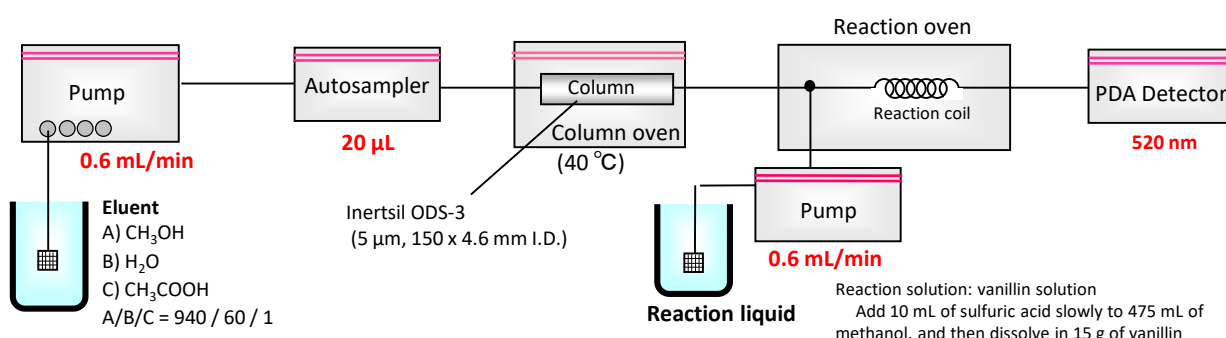 Reaction oven
Pump
Autosampler
Column
Column oven
(40 ℃)
Reaction coil
PDA Detector
0.6 mL/min
20 µL
520 nm
Pump
0.6 mL/min
Inertsil ODS-3
(5 µm, 150 x 4.6 mm I.D.)
Eluent
A) CH₃OH
B) H₂O
C) CH₃COOH
A/B/C = 940 / 60 / 1
Reaction liquid
Reaction solution: vanillin solution
Add 10 mL of sulfuric acid slowly to 475 mL of
methanol, and then dissolve in 15 g of vanillin